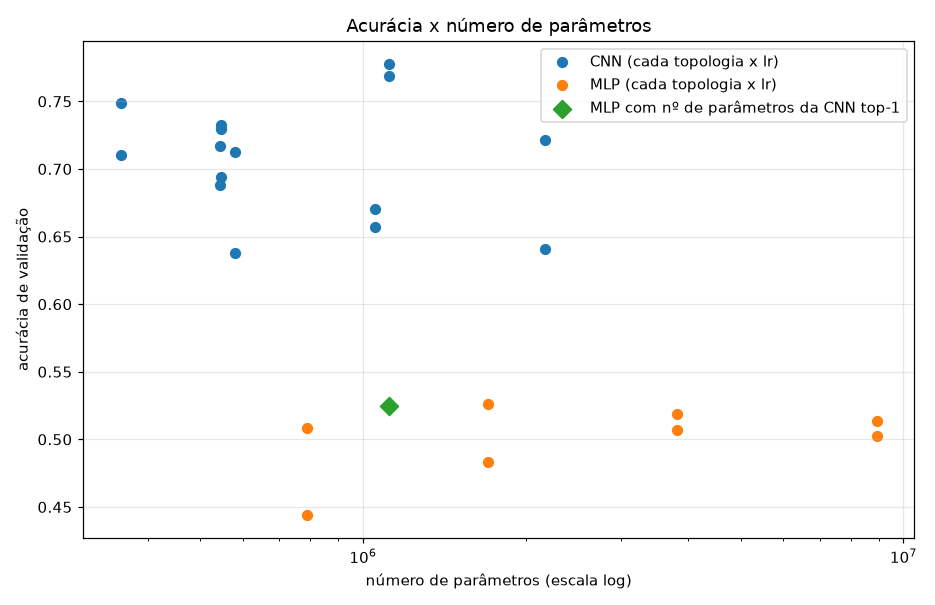 Acurácia x número de parâmetros
CNN (cada topologia x lr)
MLP (cada topologia x lr)
MLP com nº de parâmetros da CNN top-1
acurácia de validação
0.75
0.70
0.65
0.60
0.55
0.50
0.45
10⁶
10⁷
número de parâmetros (escala log)